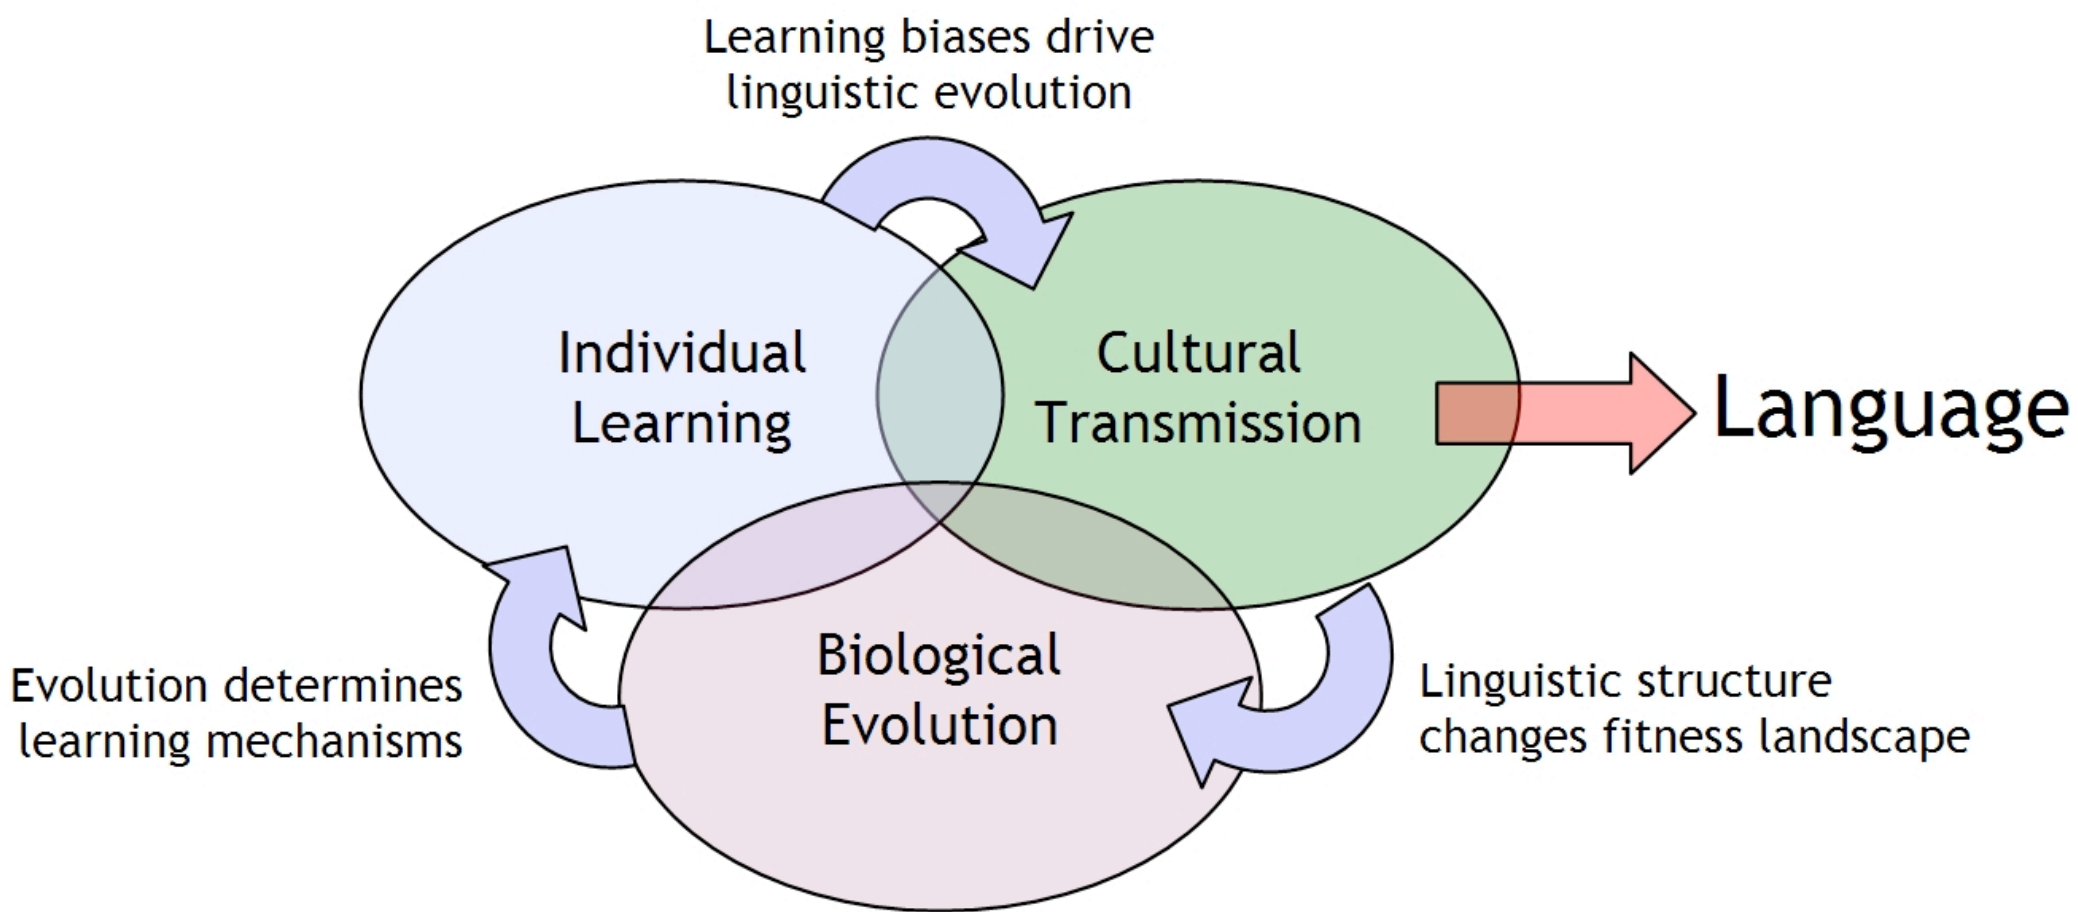 Learning biases drive
linguistic evolution
Individual
Learning
Cultural
Transmission
Language
Biological
Evolution
Evolution determines
learning mechanisms
Linguistic structure
changes fitness landscape